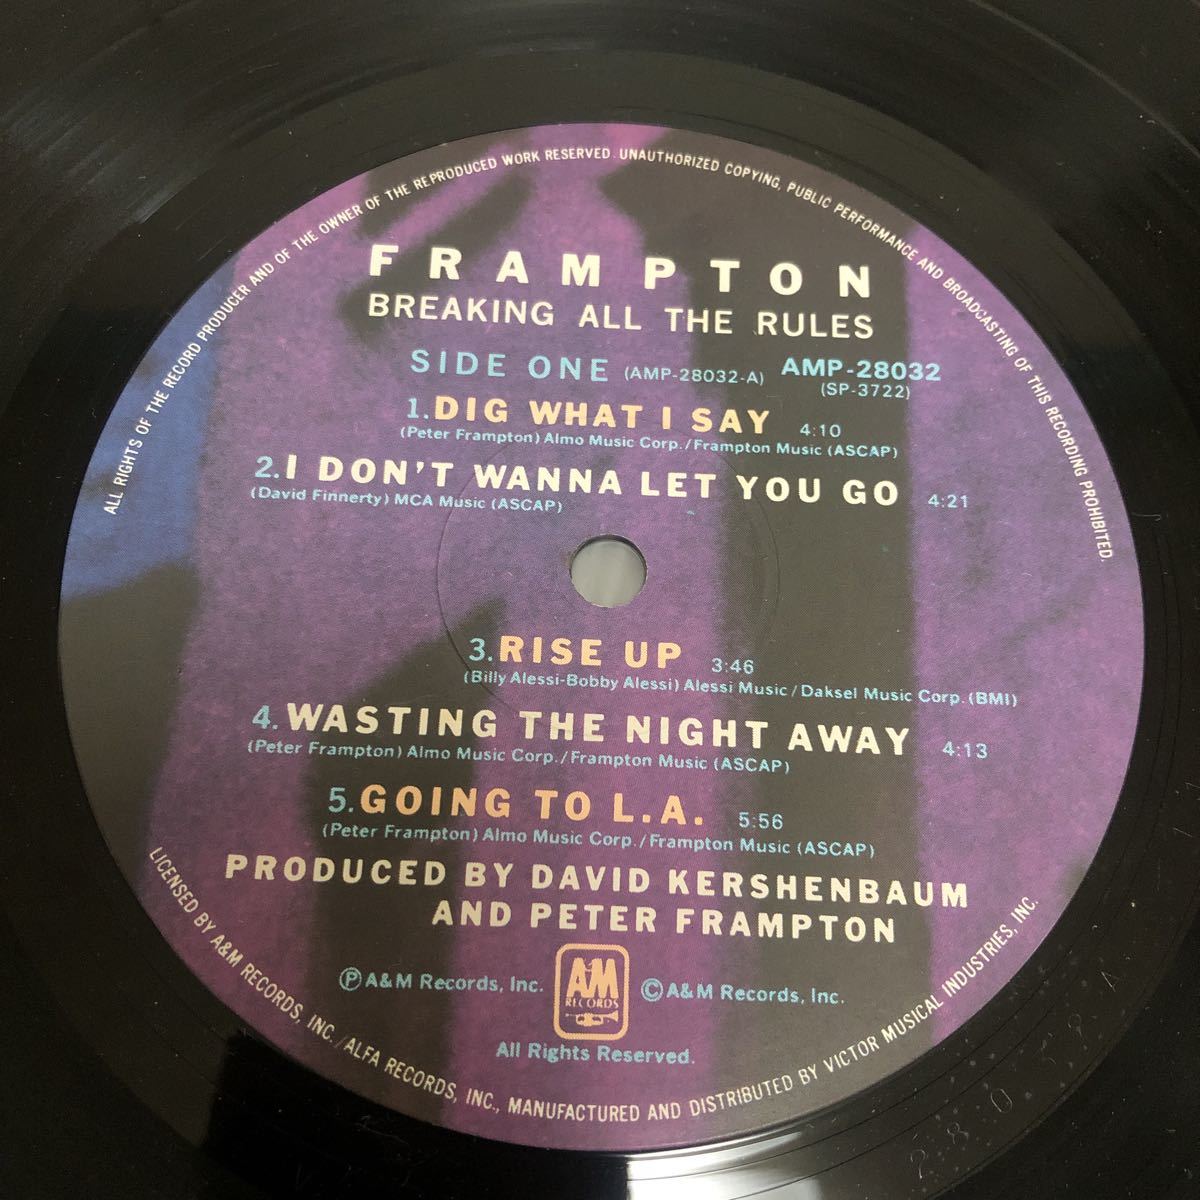 ALL RIGHTS OF THE RECORD PRODUCER AND OF THE OWNER OF THE REPRODUCED WORK RESERVED. UNAUTHORIZED COPYING, PUBLIC PERFORMANCE AND BROADCASTING OF THIS RECORDING PROHIBITED.
FRAMPTON
BREAKING ALL THE RULES
SIDE ONE (AMP-28032-A) AMP-28032
(SP-3722)
1.DIG WHAT I SAY 4:10
(Peter Frampton) Almo Music Corp./Frampton Music (ASCAP)
2.I DON'T WANNA LET YOU GO 4:21
(David Finnerty) MCA Music (ASCAP)
3.RISE UP 3:46
(Billy Alessi-Bobby Alessi) Alessi Music/Daksel Music Corp. (BMI)
4.WASTING THE NIGHT AWAY 4:13
(Peter Frampton) Almo Music Corp./Frampton Music (ASCAP)
5.GOING TO L.A. 5:56
(Peter Frampton) Almo Music Corp./Frampton Music (ASCAP)
PRODUCED BY DAVID KERSHENBAUM
AND PETER FRAMPTON
Ⓟ A&M Records, Inc. A&M RECORDS © A&M Records, Inc.
All Rights Reserved.
LICENSED BY A&M RECORDS, INC./ALFA RECORDS, INC., MANUFACTURED AND DISTRIBUTED BY VICTOR MUSICAL INDUSTRIES, INC.